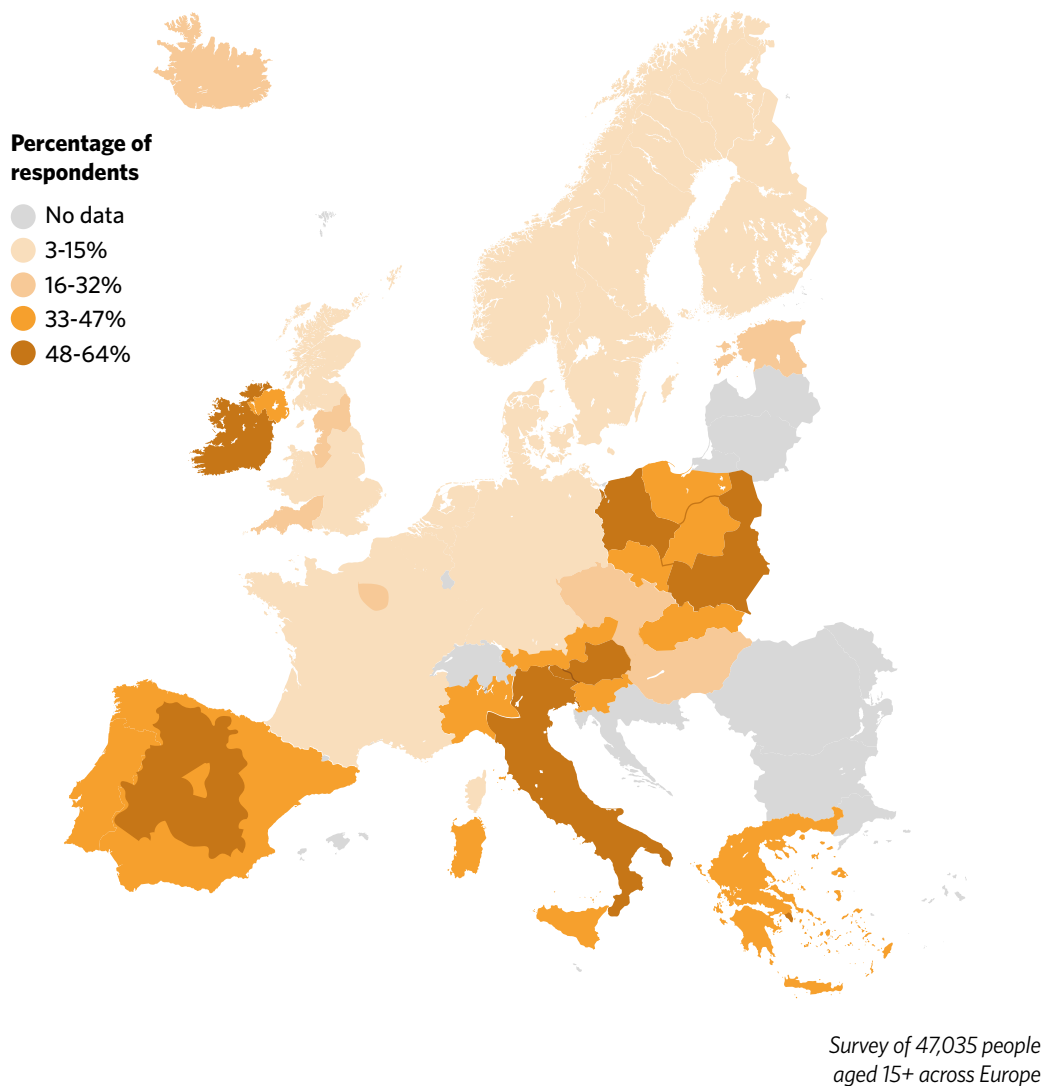 Percentage of
respondents
No data
3-15%
16-32%
33-47%
48-64%
Survey of 47,035 people
aged 15+ across Europe